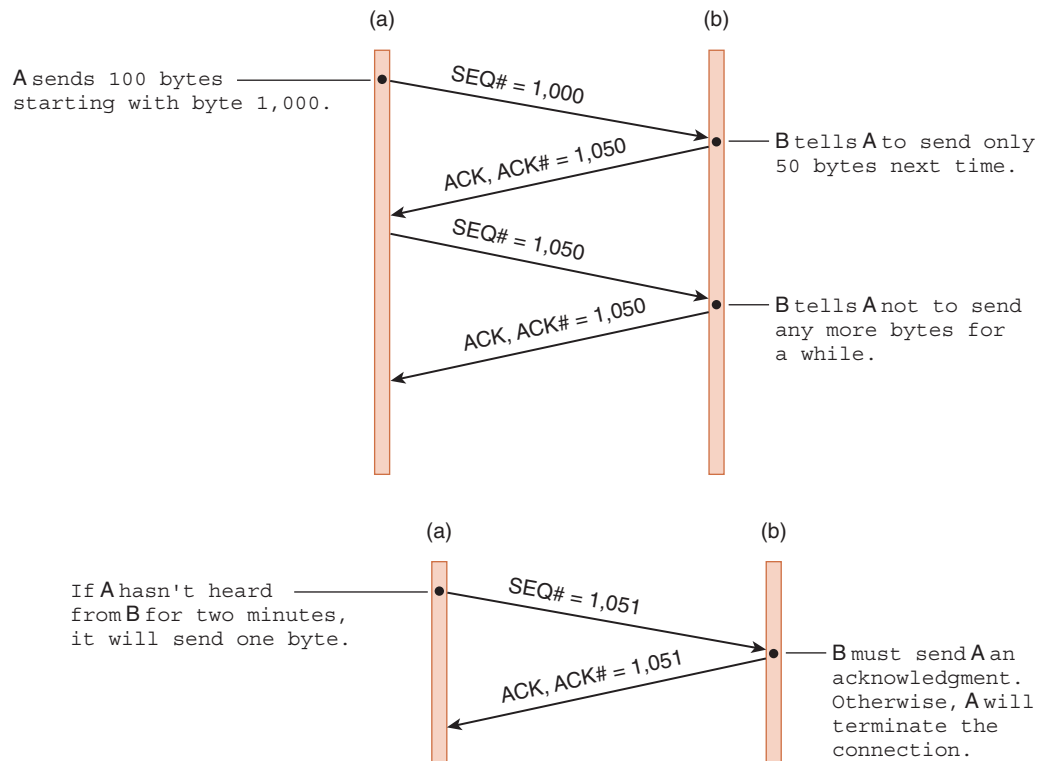 (a) (b)
A sends 100 bytes
starting with byte 1,000.
SEQ# = 1,000
B tells A to send only
50 bytes next time.
ACK, ACK# = 1,050
SEQ# = 1,050
B tells A not to send
any more bytes for
a while.
ACK, ACK# = 1,050
(a) (b)
If A hasn't heard
from B for two minutes,
it will send one byte.
SEQ# = 1,051
B must send A an
acknowledgment.
Otherwise, A will
terminate the
connection.
ACK, ACK# = 1,051